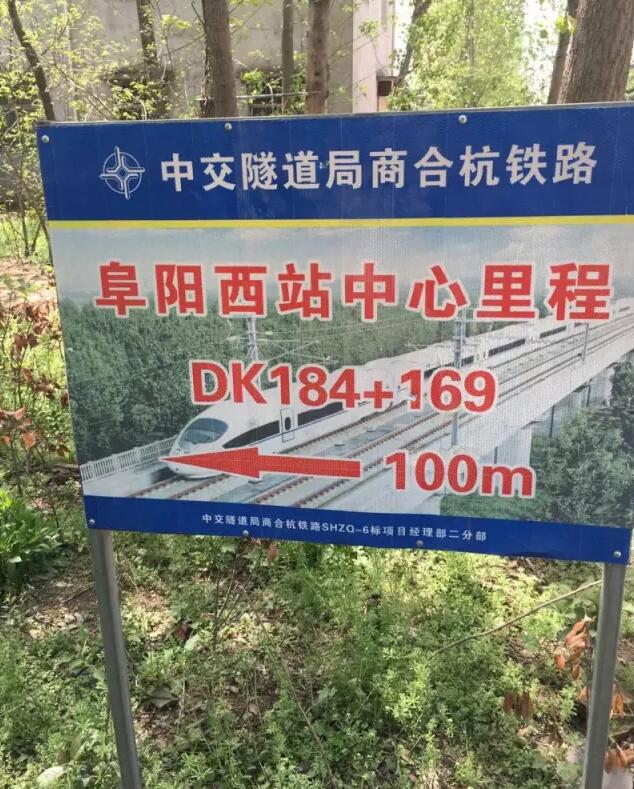 中交隧道局商合杭铁路
阜阳西站中心里程
DK184+169
100m
中交隧道局商合杭铁路SHZQ-6标项目经理部二分部